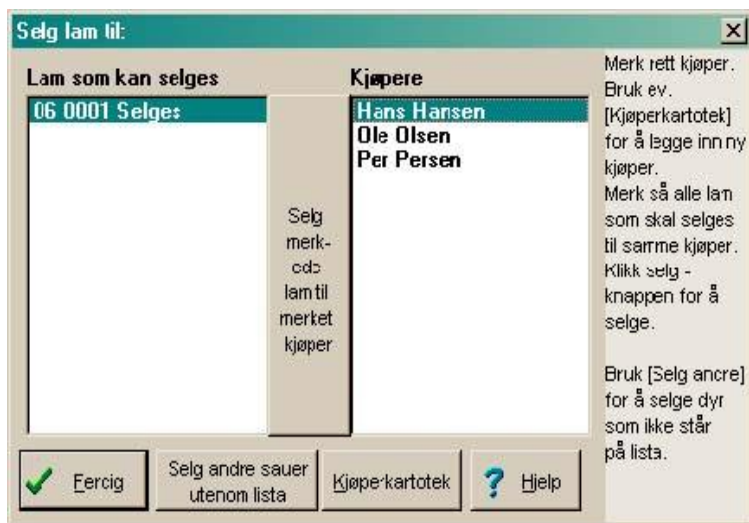 Selg lam til:
Lam som kan selges
06 0001 Selges
Selg
merk-
ede
lam til
merket
kjøper
Kjøpere
Hans Hansen
Ole Olsen
Per Persen
Merk rett kjøper.
Bruk ev.
[Kjøperkartotek]
for å legge inn ny
kjøper.
Merk så alle lam
som skal selges
til samme kjøper.
Klikk selg -
knappen for å
selge.
Bruk [Selg andre]
for å selge dyr
som ikke står
på lista.
Ferdig
Selg andre sauer
utenom lista
Kjøperkartotek
Hjelp